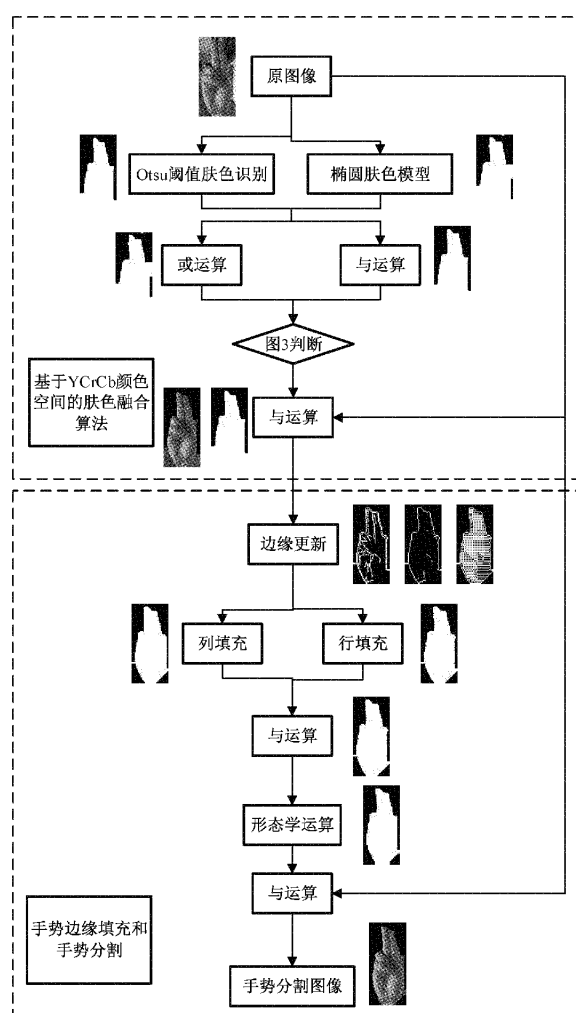 原图像
Otsu阈值肤色识别
椭圆肤色模型
或运算
与运算
图3判断
基于YCrCb颜色
空间的肤色融合
算法
与运算
边缘更新
列填充
行填充
与运算
形态学运算
与运算
手势边缘填充和
手势分割
手势分割图像